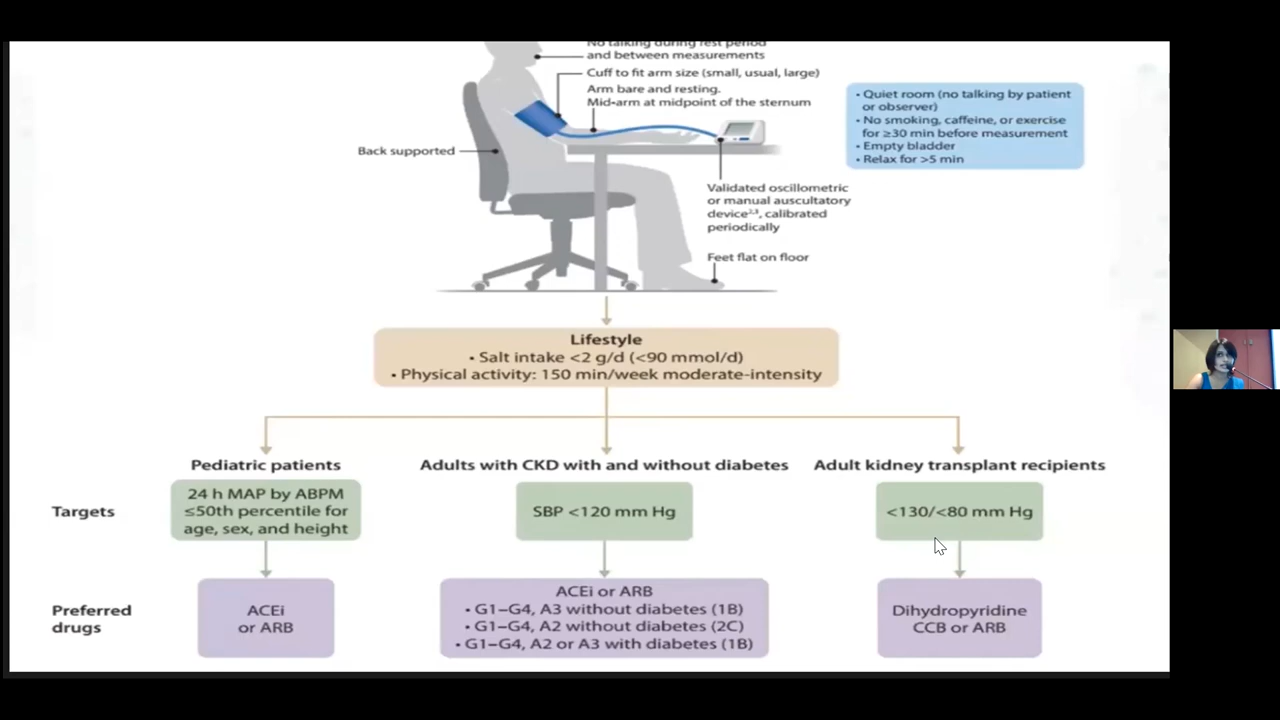 No talking during rest period
and between measurements
Cuff to fit arm size (small, usual, large)
Arm bare and resting.
Mid-arm at midpoint of the sternum
• Quiet room (no talking by patient
or observer)
• No smoking, caffeine, or exercise
for ≥30 min before measurement
• Empty bladder
• Relax for >5 min
Back supported
Validated oscillometric
or manual auscultatory
device²,³, calibrated
periodically
Feet flat on floor
Lifestyle
• Salt intake <2 g/d (<90 mmol/d)
• Physical activity: 150 min/week moderate-intensity
Pediatric patients
Adults with CKD with and without diabetes
Adult kidney transplant recipients
Targets
24 h MAP by ABPM
≤50th percentile for
age, sex, and height
SBP <120 mm Hg
<130/<80 mm Hg
Preferred
drugs
ACEi
or ARB
ACEi or ARB
• G1–G4, A3 without diabetes (1B)
• G1–G4, A2 without diabetes (2C)
• G1–G4, A2 or A3 with diabetes (1B)
Dihydropyridine
CCB or ARB